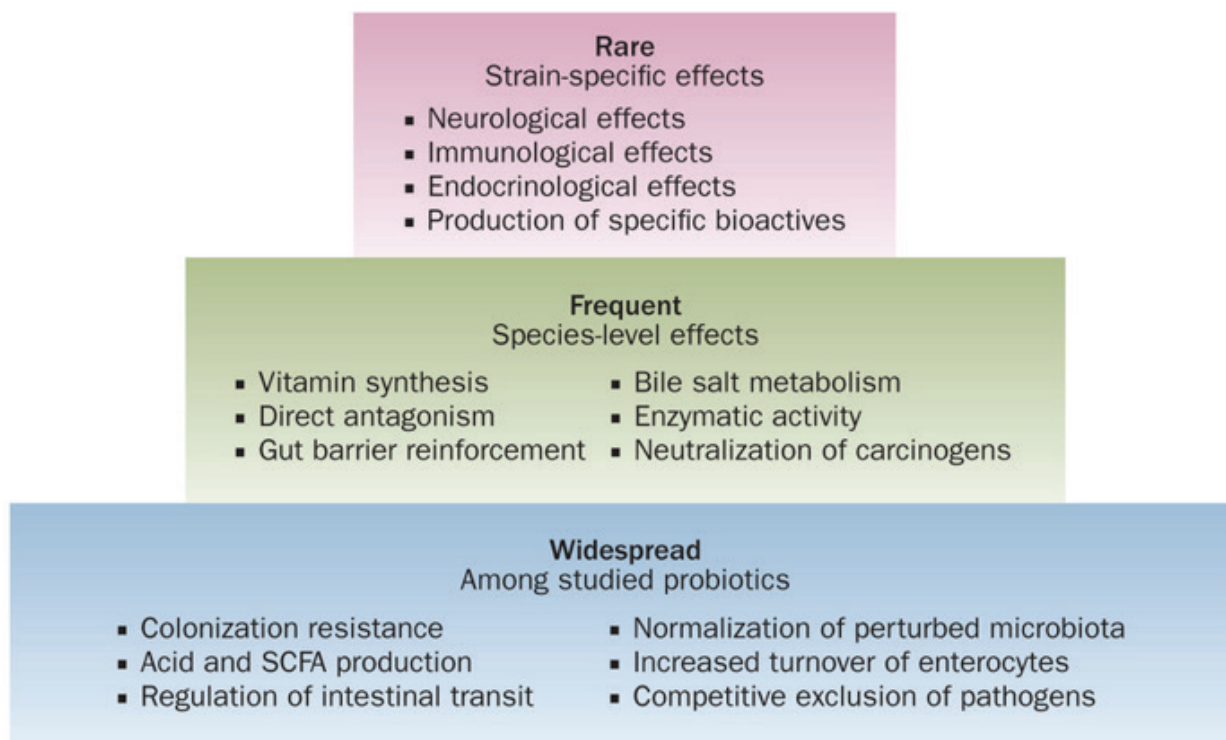 Rare
Strain-specific effects
▪ Neurological effects
▪ Immunological effects
▪ Endocrinological effects
▪ Production of specific bioactives
Frequent
Species-level effects
▪ Vitamin synthesis
▪ Direct antagonism
▪ Gut barrier reinforcement
▪ Bile salt metabolism
▪ Enzymatic activity
▪ Neutralization of carcinogens
Widespread
Among studied probiotics
▪ Colonization resistance
▪ Acid and SCFA production
▪ Regulation of intestinal transit
▪ Normalization of perturbed microbiota
▪ Increased turnover of enterocytes
▪ Competitive exclusion of pathogens